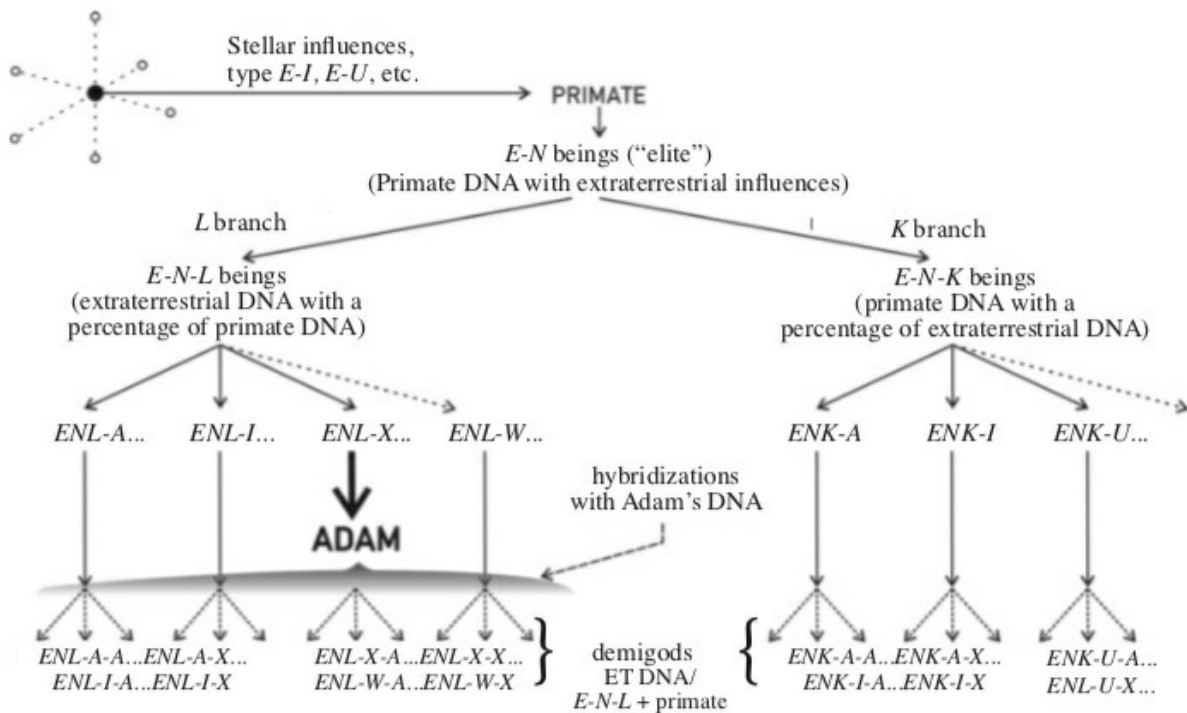 Stellar influences,
type E-I, E-U, etc.
PRIMATE
E-N beings (“elite”)
(Primate DNA with extraterrestrial influences)
L branch
K branch
E-N-L beings
(extraterrestrial DNA with a
percentage of primate DNA)
E-N-K beings
(primate DNA with a
percentage of extraterrestrial DNA)
ENL-A... ENL-I... ENL-X... ENL-W...
ENK-A ENK-I ENK-U...
hybridizations
with Adam’s DNA
ADAM
ENL-A-A...ENL-A-X...
ENL-I-A...ENL-I-X
ENL-X-A...ENL-X-X...
ENL-W-A...ENL-W-X
demigods
ET DNA/
E-N-L + primate
ENK-A-A...ENK-A-X...
ENK-I-A...ENK-I-X
ENK-U-A...
ENL-U-X...